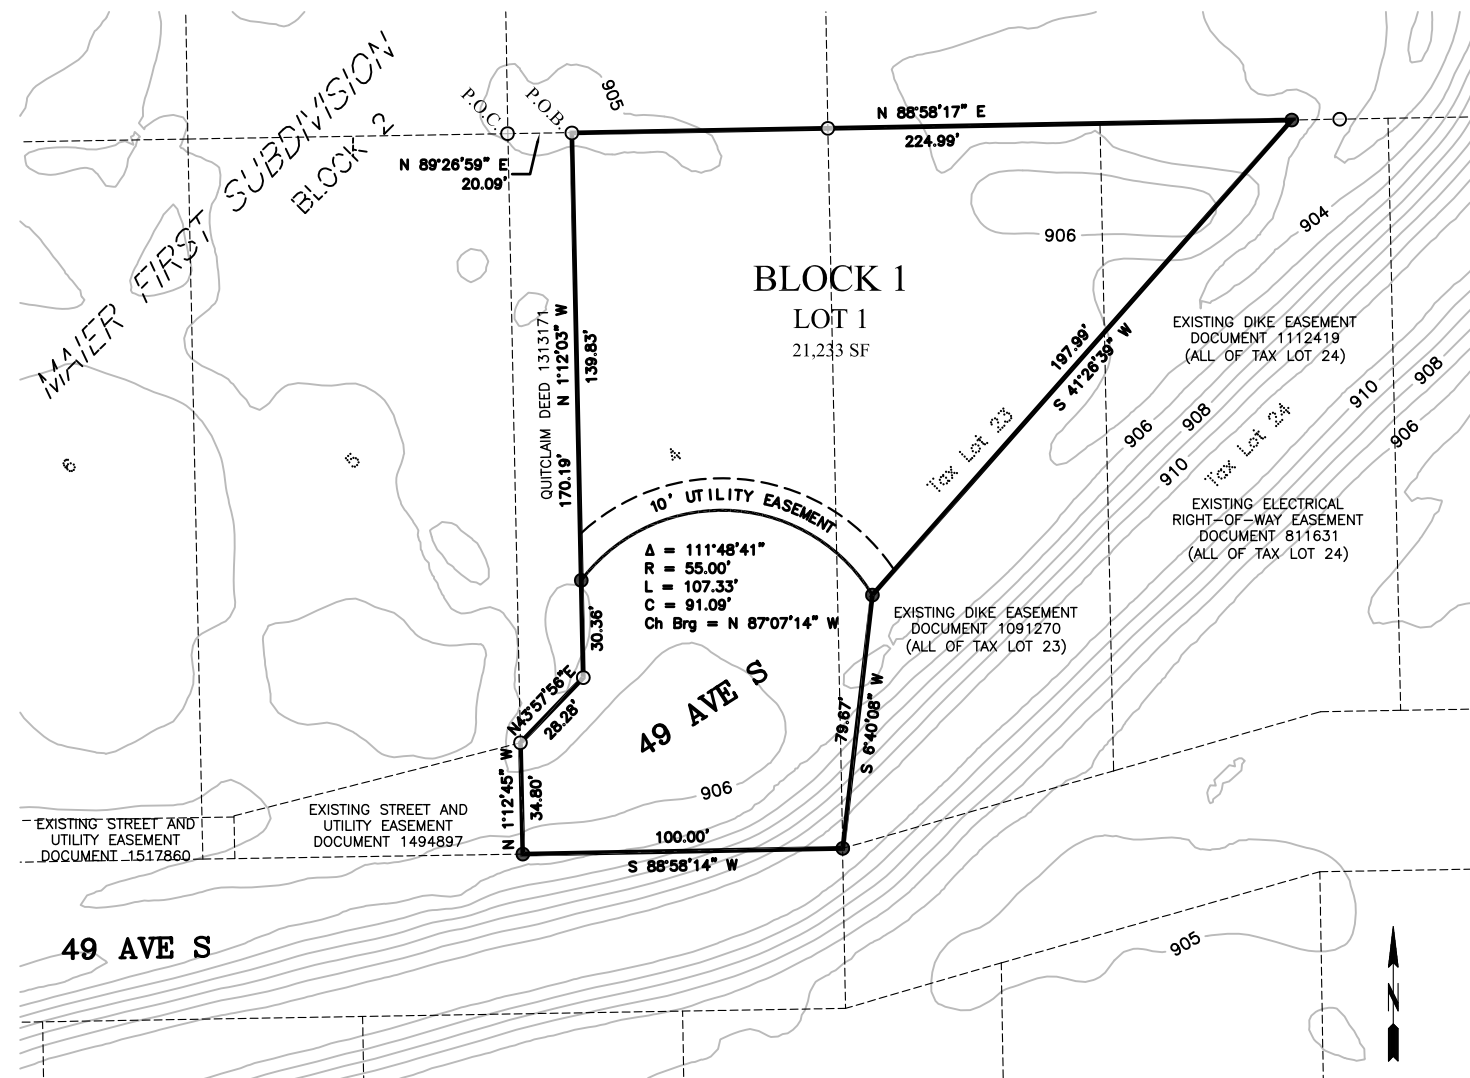 MAIER FIRST SUBDIVISION
BLOCK 2
P.O.C.
P.O.B.
905
N 88°58'17" E
224.99'
N 89°26'59" E
20.09'
904
906
BLOCK 1
LOT 1
21,233 SF
QUITCLAIM DEED 1313171
170.19'
N 1°12'03" W
139.83'
197.99'
S 41°26'39" W
EXISTING DIKE EASEMENT
DOCUMENT 1112419
(ALL OF TAX LOT 24)
910
908
906
906
908
910
Tax Lot 23
Tax Lot 24
6
5
4
10' UTILITY EASEMENT
EXISTING ELECTRICAL
RIGHT-OF-WAY EASEMENT
DOCUMENT 811631
(ALL OF TAX LOT 24)
Δ = 111°48'41"
R = 55.00'
L = 107.33'
C = 91.09'
Ch Brg = N 87°07'14" W
30.36'
EXISTING DIKE EASEMENT
DOCUMENT 1091270
(ALL OF TAX LOT 23)
N43°57'56"E
28.28'
49 AVE S
79.67'
S 6°40'08" W
N 1°12'45" W
34.80'
906
EXISTING STREET AND
UTILITY EASEMENT
DOCUMENT 1517860
EXISTING STREET AND
UTILITY EASEMENT
DOCUMENT 1494897
100.00'
S 88°58'14" W
49 AVE S
905
N